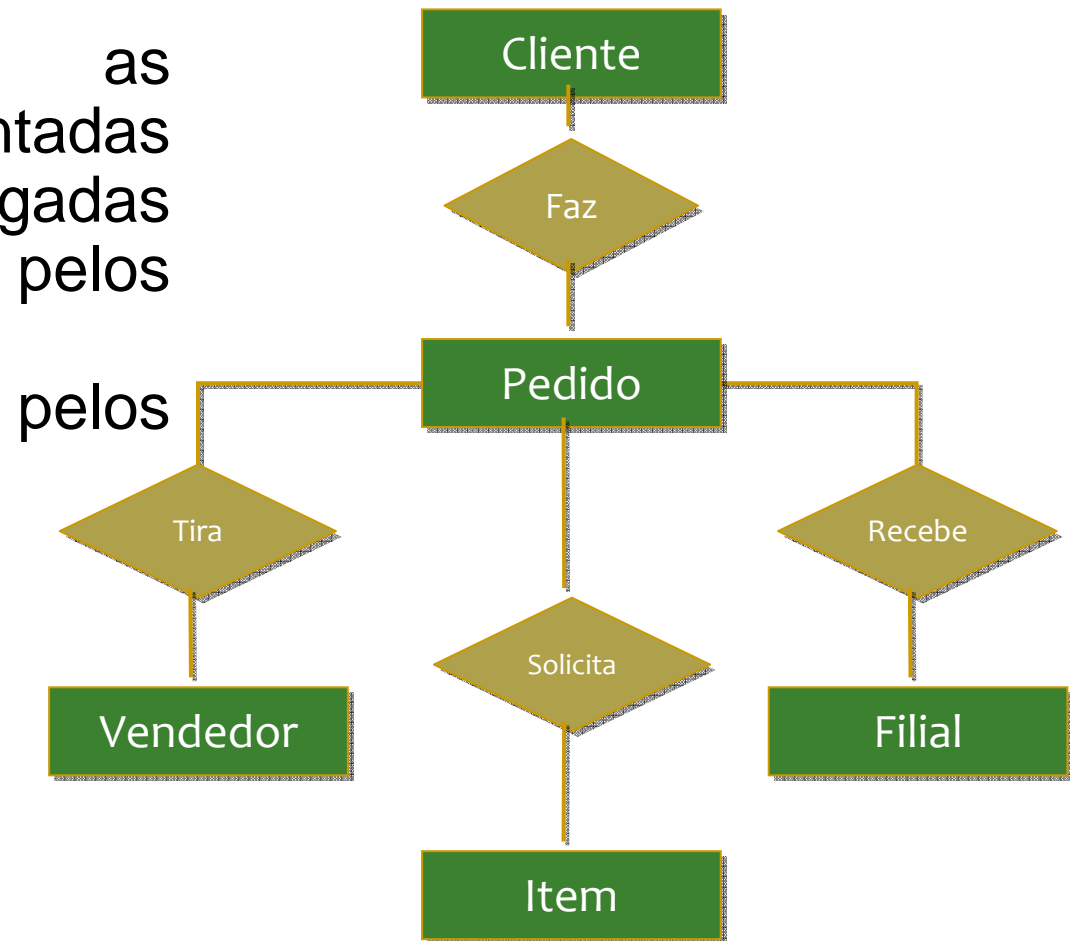 as
ntadas
gadas
pelos
pelos
Cliente
Faz
Pedido
Tira
Recebe
Solicita
Vendedor
Filial
Item